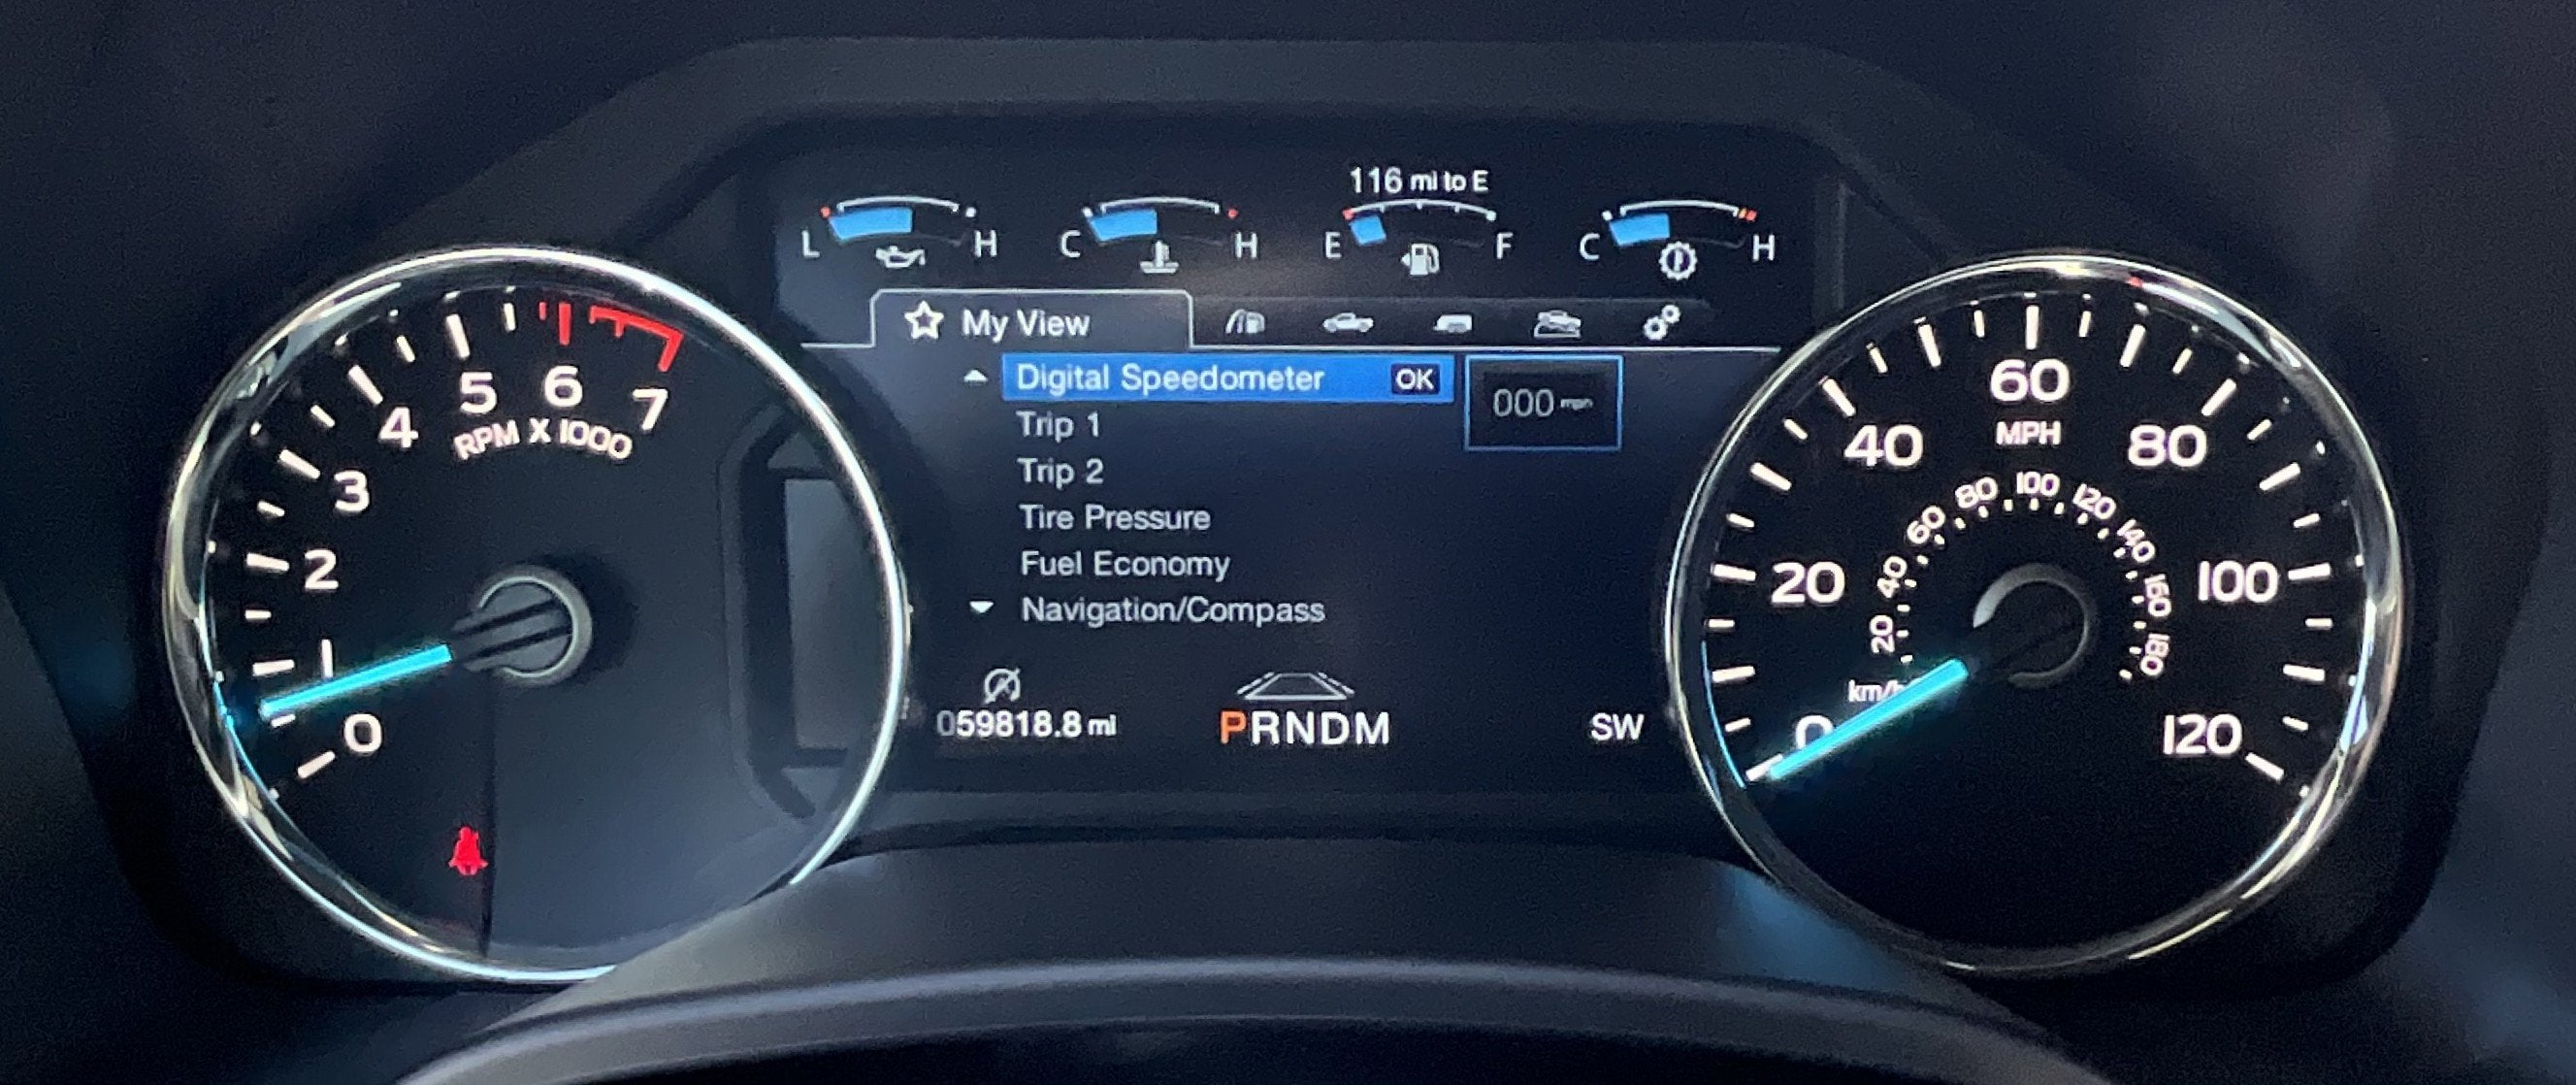 116 mi to E
L H C H E F C H
My View
Digital Speedometer OK
000 mph
Trip 1
Trip 2
Tire Pressure
Fuel Economy
Navigation/Compass
059818.8 mi
PRNDM
SW
0 1 2 3 4 5 6 7
RPM X 1000
0 20 40 60 80 100 120
MPH
20 40 60 80 100 120 140 160 180
km/h